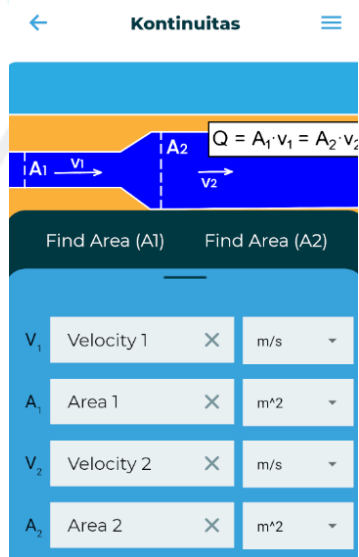 Kontinuitas
A₂
Q = A₁·v₁ = A₂·v₂
A₁ V₁
V₂
Find Area (A1) Find Area (A2)
V₁ Velocity 1 m/s
A₁ Area 1 m^2
V₂ Velocity 2 m/s
A₂ Area 2 m^2